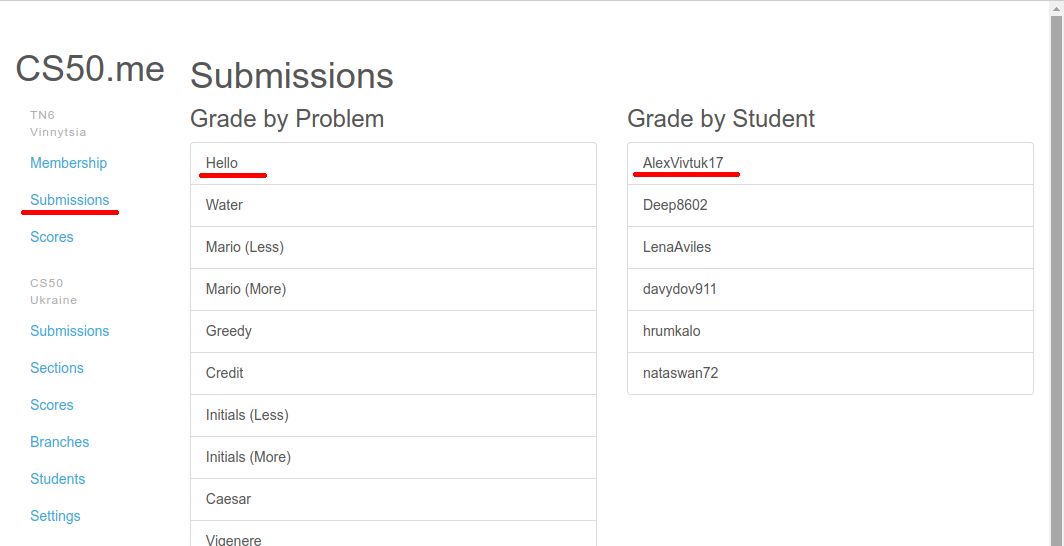 CS50.me
TN6
Vinnytsia
Membership
Submissions
Scores
CS50
Ukraine
Submissions
Sections
Scores
Branches
Students
Settings
Submissions
Grade by Problem
Hello
Water
Mario (Less)
Mario (More)
Greedy
Credit
Initials (Less)
Initials (More)
Caesar
Vigenere
Grade by Student
AlexVivtuk17
Deep8602
LenaAviles
davydov911
hrumkalo
nataswan72